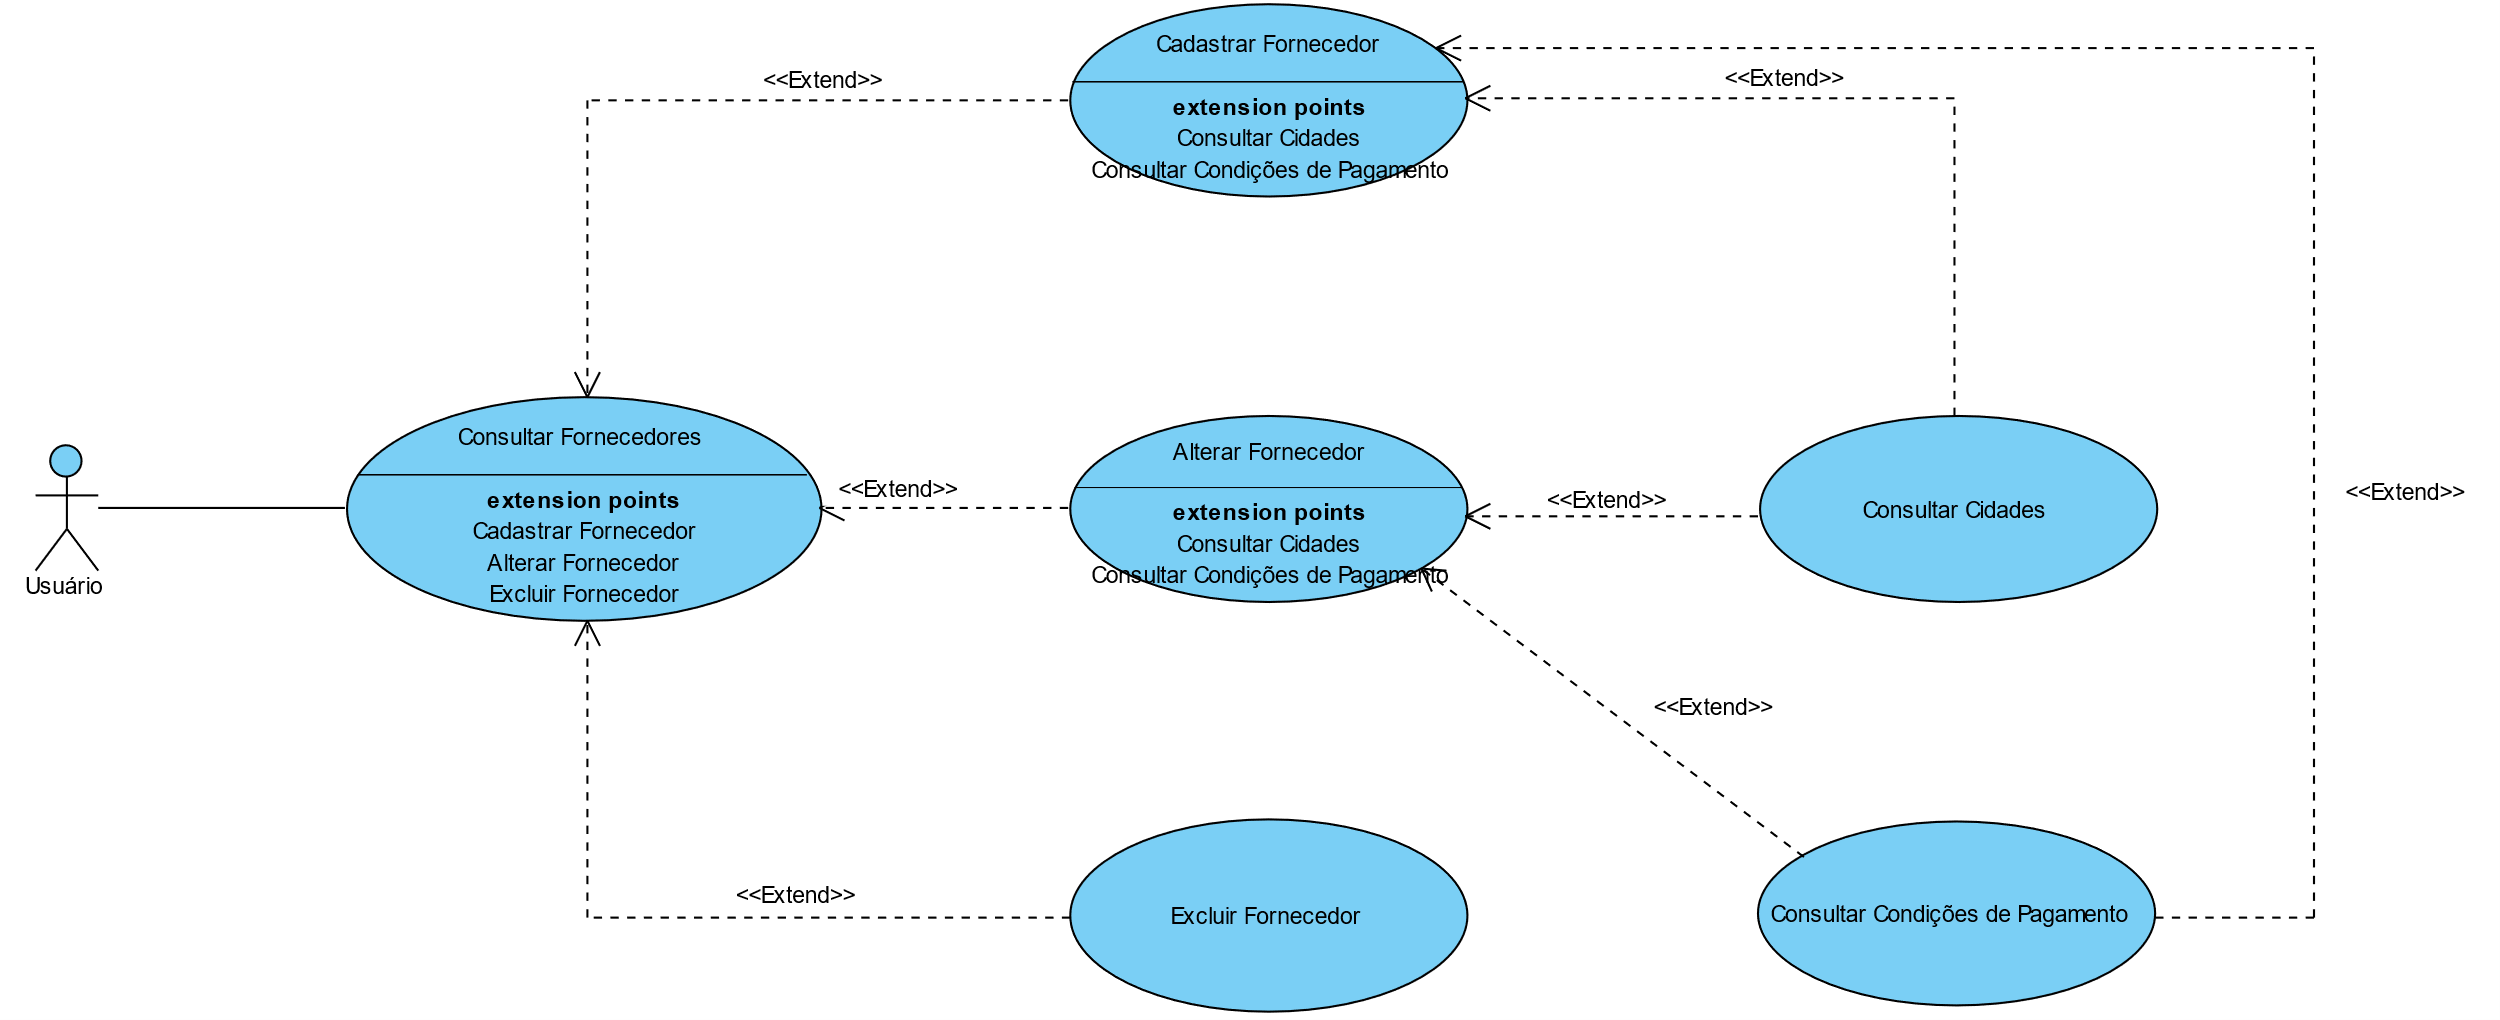 Cadastrar Fornecedor
extension points
Consultar Cidades
Consultar Condições de Pagamento
<<Extend>>
<<Extend>>
Usuário
Consultar Fornecedores
extension points
Cadastrar Fornecedor
Alterar Fornecedor
Excluir Fornecedor
<<Extend>>
Alterar Fornecedor
extension points
Consultar Cidades
Consultar Condições de Pagamento
<<Extend>>
Consultar Cidades
<<Extend>>
<<Extend>>
<<Extend>>
Excluir Fornecedor
Consultar Condições de Pagamento